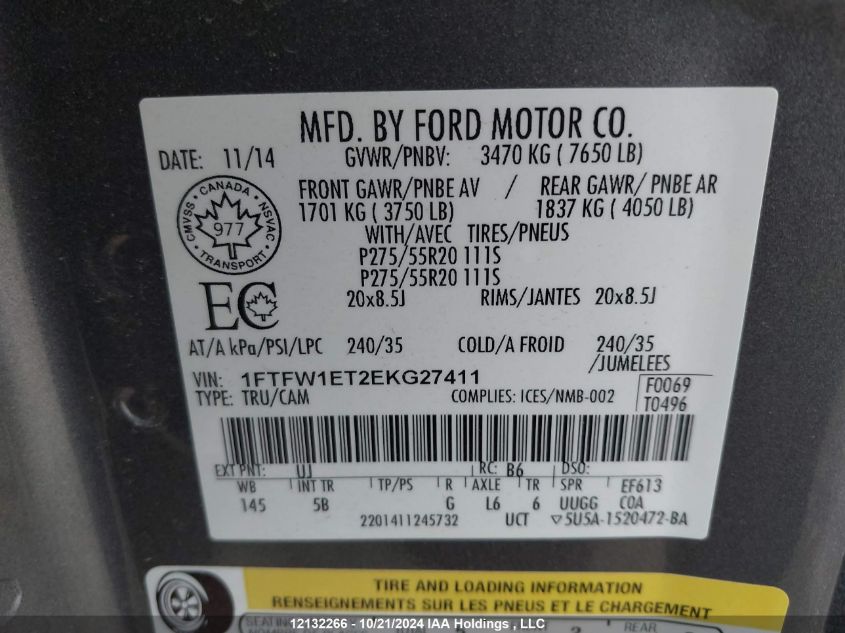 MFD. BY FORD MOTOR CO.
DATE: 11/14 GVWR/PNBV: 3470 KG ( 7650 LB)
FRONT GAWR/PNBE AV / REAR GAWR/ PNBE AR
1701 KG ( 3750 LB) 1837 KG ( 4050 LB)
WITH/AVEC TIRES/PNEUS
P275/55R20 111S
P275/55R20 111S
20x8.5J RIMS/JANTES 20x8.5J
CANADA
CMVSS NSVAC
977
TRANSPORT
EC
AT/A kPa/PSI/LPC 240/35 COLD/A FROID 240/35
/JUMELEES
VIN: 1FTFW1ET2EKG27411
TYPE: TRU/CAM COMPLIES: ICES/NMB-002
F0069
T0496
EXT PNT: UJ RC: B6 DSO:
WB INT TR TP/PS R AXLE TR SPR EF613
145 5B G L6 6 UUGG COA
2201411245732 UCT 5U5A-1520472-BA
TIRE AND LOADING INFORMATION
RENSEIGNEMENTS SUR LES PNEUS ET LE CHARGEMENT
12132266 - 10/21/2024 IAA Holdings , LLC